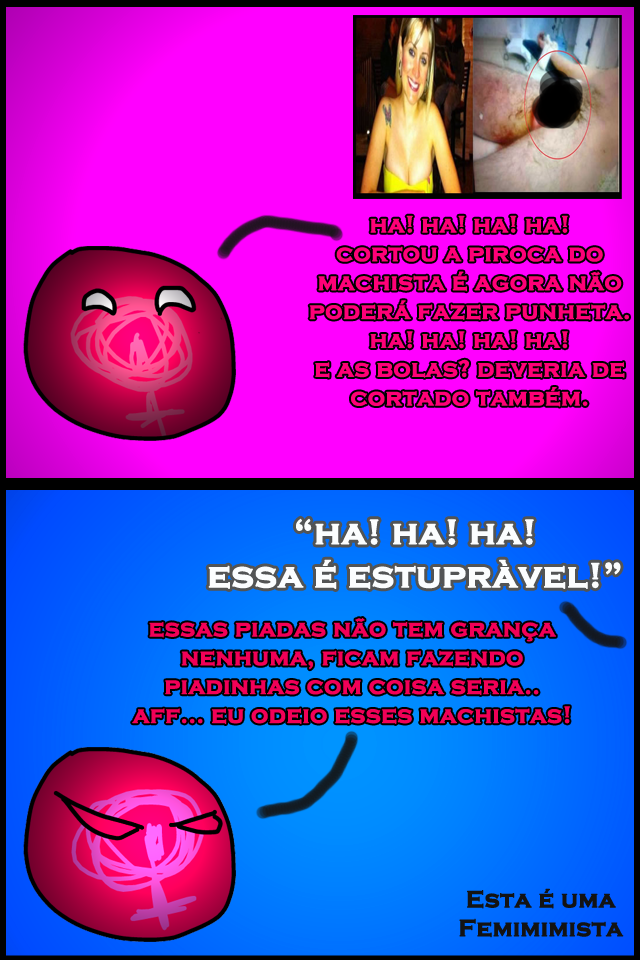 HA! HA! HA! HA!
CORTOU A PIROCA DO
MACHISTA É AGORA NÃO
PODERÁ FAZER PUNHETA.
HA! HA! HA! HA!
E AS BOLAS? DEVERIA DE
CORTADO TAMBÉM.
“HA! HA! HA!
ESSA É ESTUPRÀVEL!”
ESSAS PIADAS NÃO TEM GRANÇA
NENHUMA, FICAM FAZENDO
PIADINHAS COM COISA SERIA..
AFF... EU ODEIO ESSES MACHISTAS!
ESTA É UMA
FEMIMIMISTA